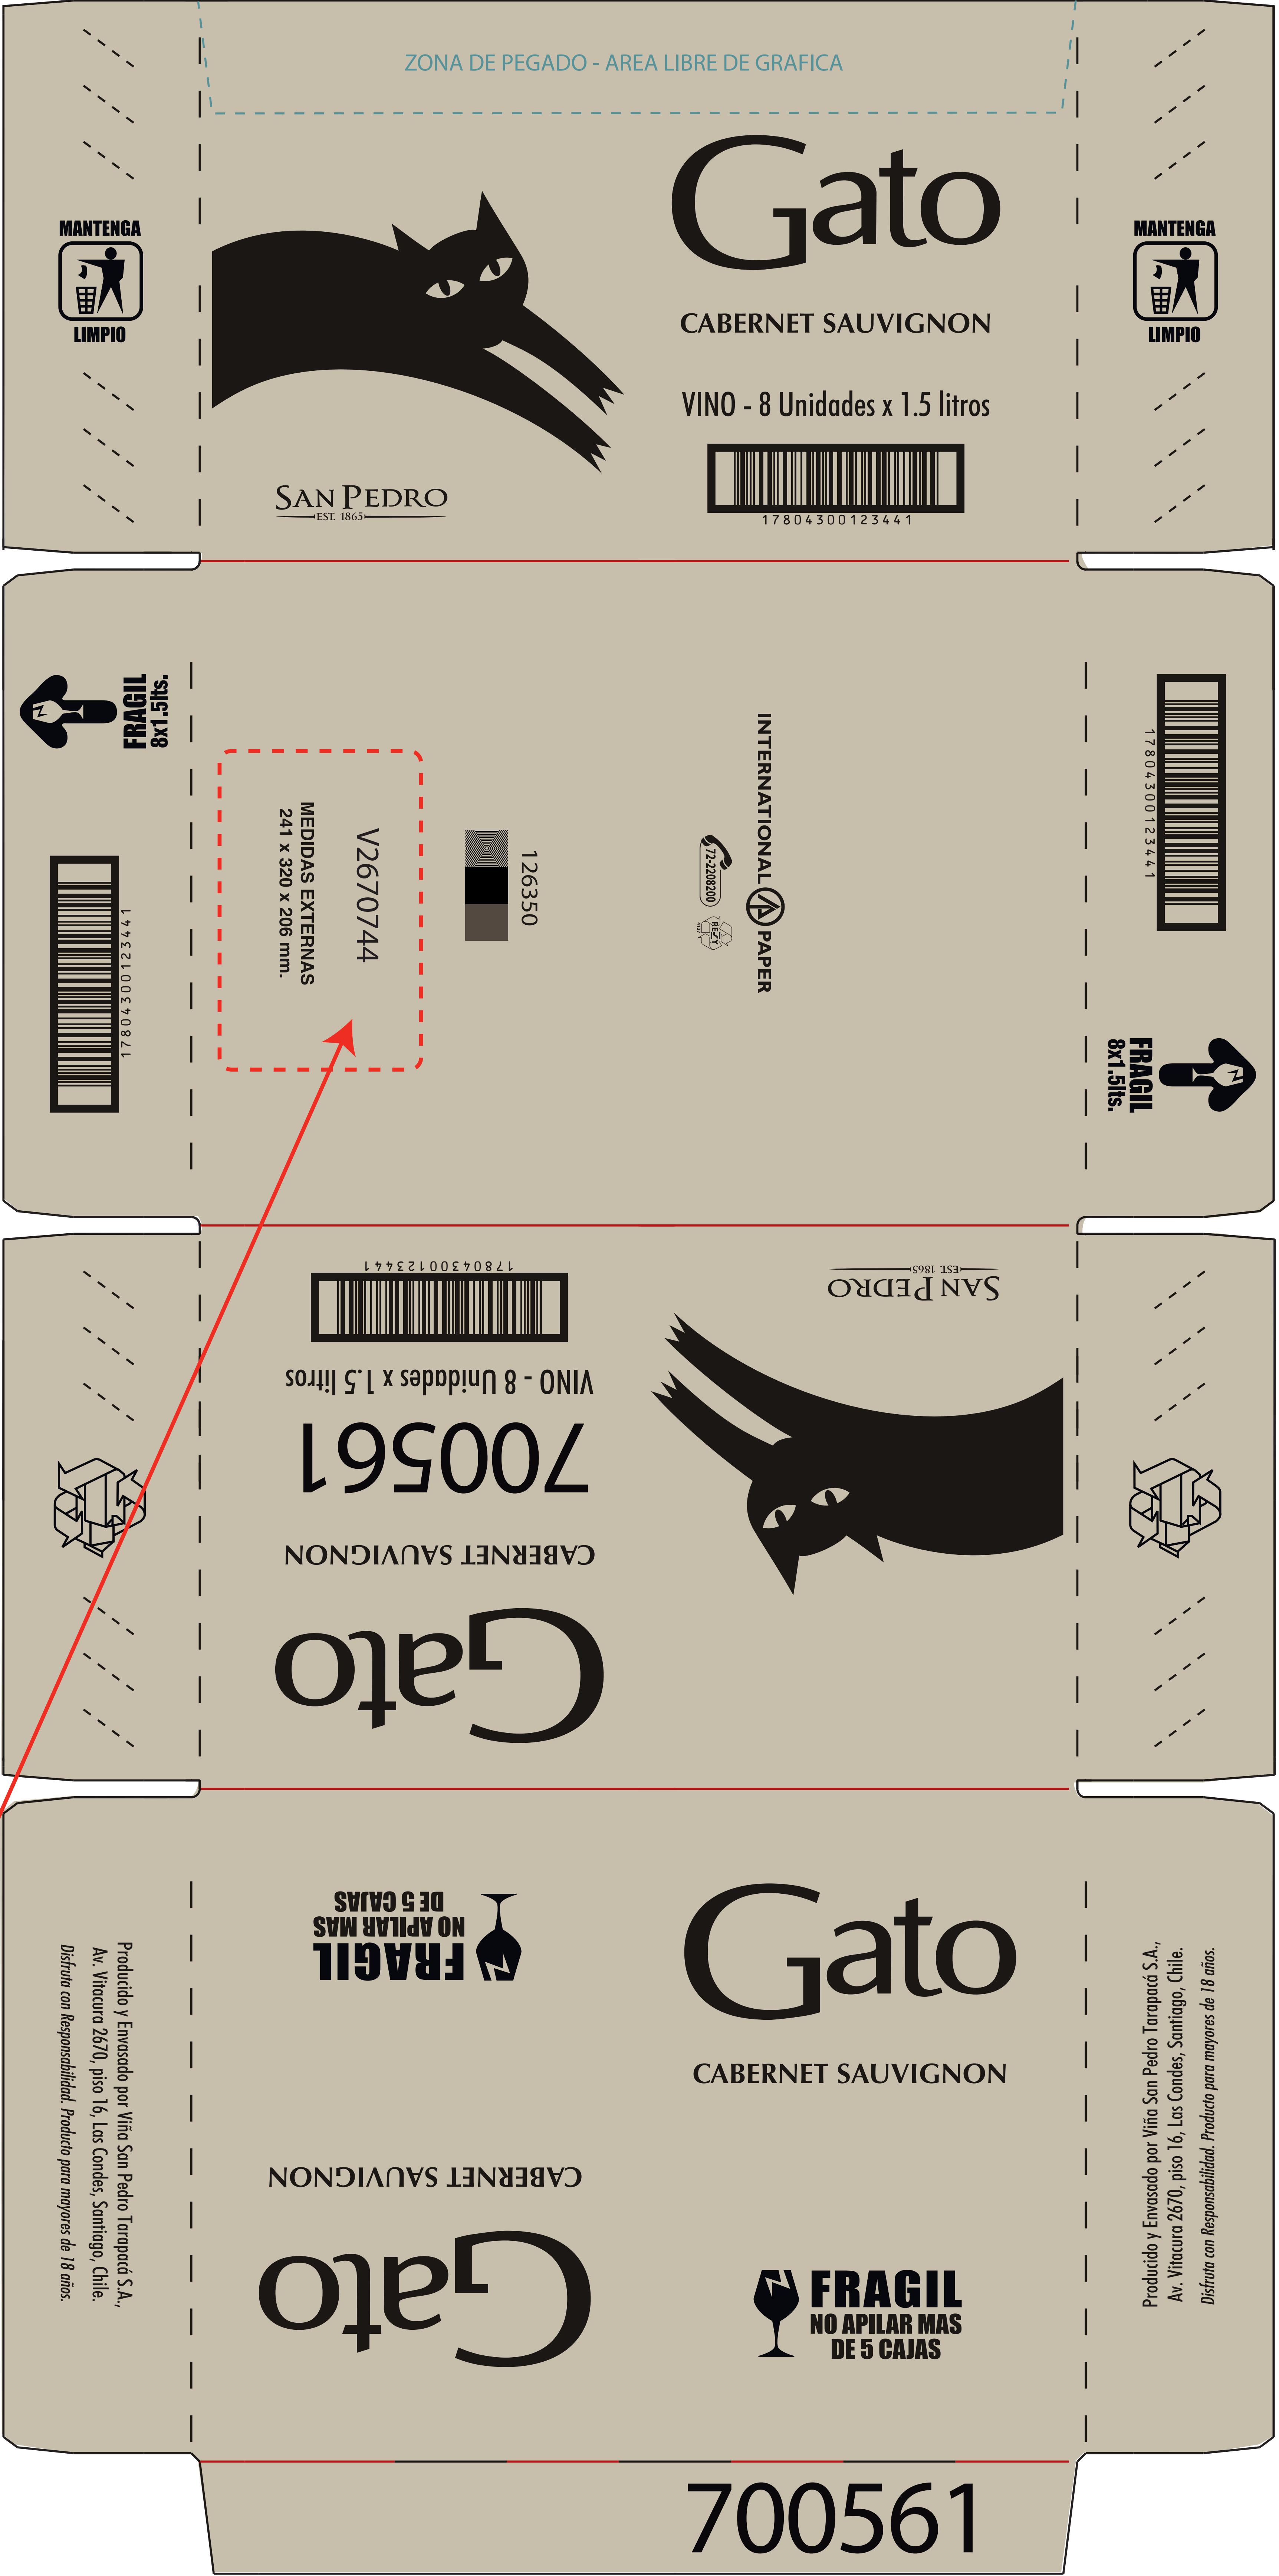 ZONA DE PEGADO - AREA LIBRE DE GRAFICA
Gato
CABERNET SAUVIGNON
VINO - 8 Unidades x 1.5 litros
17804300123441
SAN PEDRO
EST. 1865
MANTENGA
LIMPIO
MANTENGA
LIMPIO
FRAGIL
8x1.5lts.
17804300123441
MEDIDAS EXTERNAS
241 x 320 x 206 mm.
V2670744
126350
72-2208200
RESY
INTERNATIONAL PAPER
17804300123441
FRAGIL
8x1.5lts.
Gato
CABERNET SAUVIGNON
700561
VINO - 8 Unidades x 1.5 litros
17804300123441
SAN PEDRO
EST. 1865
FRAGIL
NO APILAR MAS
DE 5 CAJAS
Gato
CABERNET SAUVIGNON
Gato
CABERNET SAUVIGNON
FRAGIL
NO APILAR MAS
DE 5 CAJAS
Producido y Envasado por Viña San Pedro Tarapacá S.A.,
Av. Vitacura 2670, piso 16, Las Condes, Santiago, Chile.
Disfruta con Responsabilidad. Producto para mayores de 18 años.
Producido y Envasado por Viña San Pedro Tarapacá S.A.,
Av. Vitacura 2670, piso 16, Las Condes, Santiago, Chile.
Disfruta con Responsabilidad. Producto para mayores de 18 años.
700561